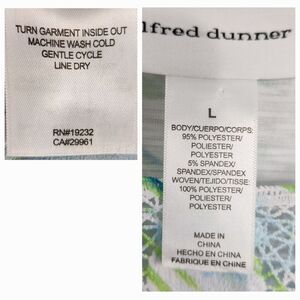 TURN GARMENT INSIDE OUT
MACHINE WASH COLD
GENTLE CYCLE
LINE DRY
RN#19232
CA#29961
lfred dunner
L
BODY/CUERPO/CORPS:
95% POLYESTER/
POLIESTER/
POLYESTER
5% SPANDEX/
SPANDEX/SPANDEX
WOVEN/TEJIDO/TISSE:
100% POLYESTER/
POLIESTER/
POLYESTER
MADE IN
CHINA
HECHO EN CHINA
FABRIQUE EN CHINE